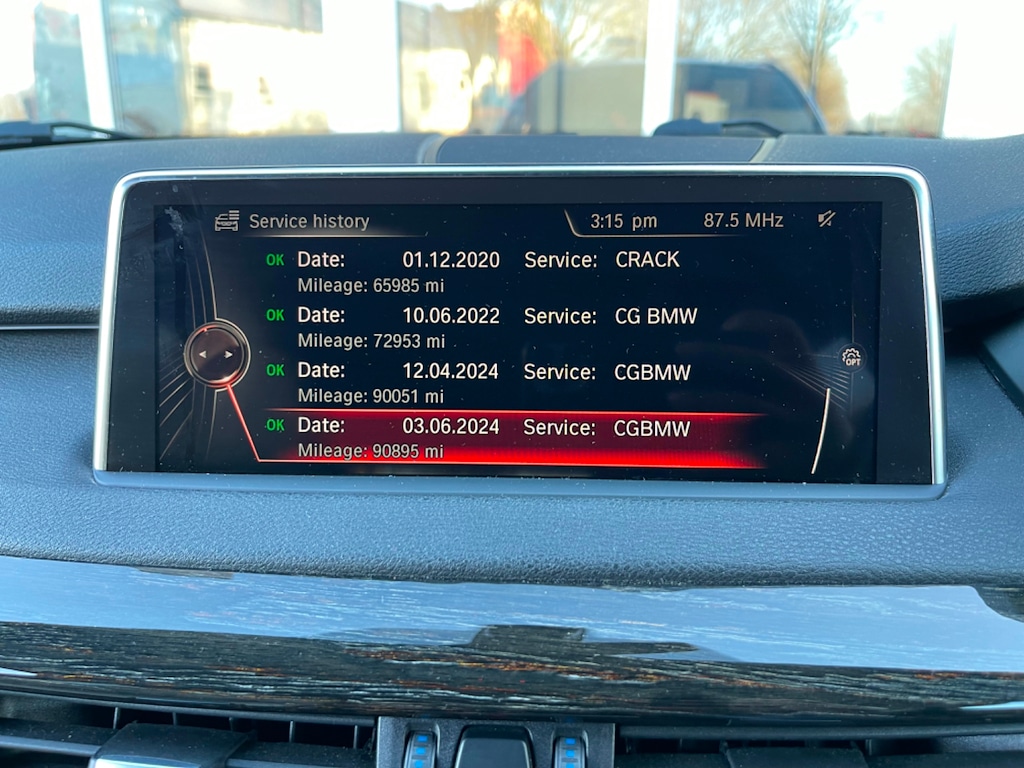 Service history 3:15 pm 87.5 MHz
OK Date: 01.12.2020 Service: CRACK
Mileage: 65985 mi
OK Date: 10.06.2022 Service: CG BMW
Mileage: 72953 mi
OK Date: 12.04.2024 Service: CGBMW
Mileage: 90051 mi
OPT
OK Date: 03.06.2024 Service: CGBMW
Mileage: 90895 mi